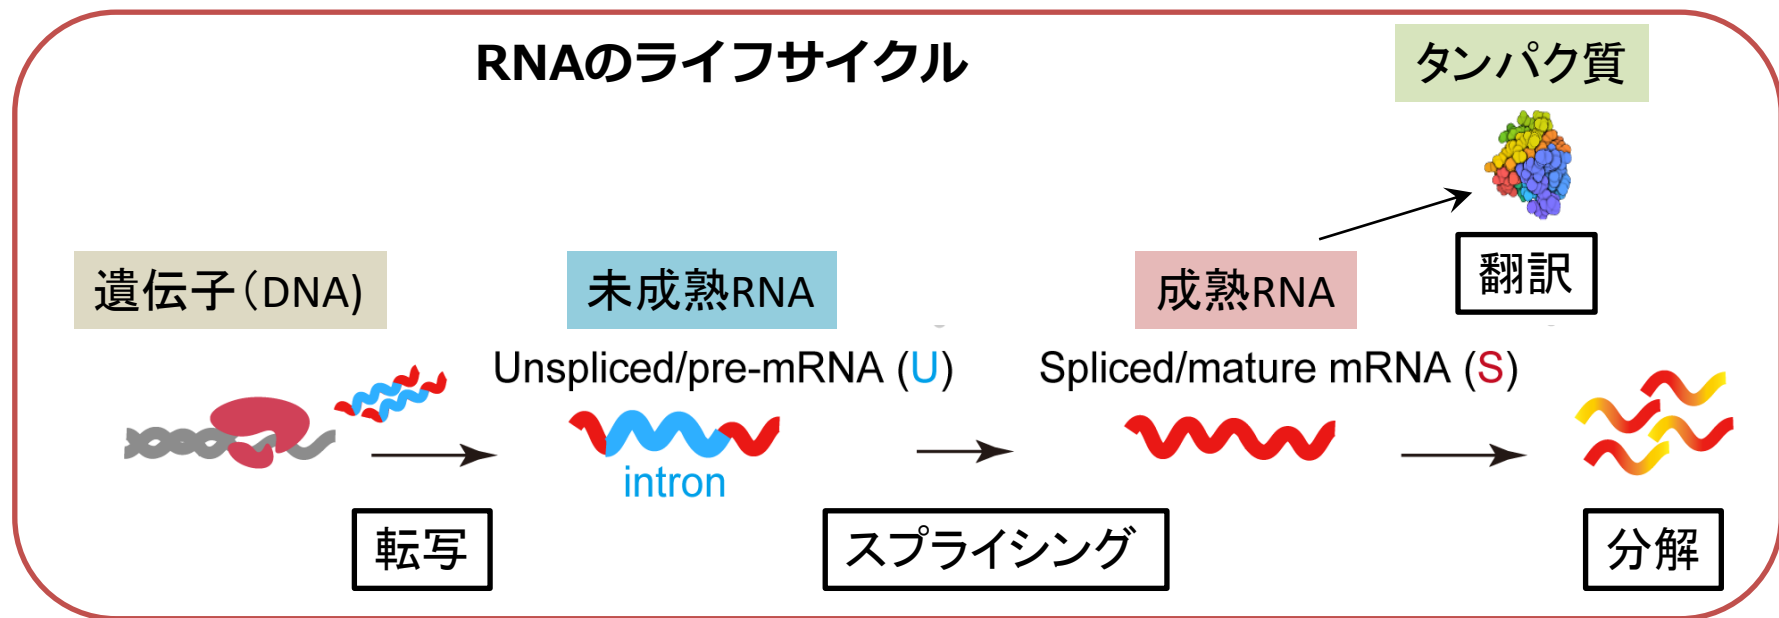 RNAのライフサイクル
タンパク質
翻訳
遺伝子（DNA)
未成熟RNA
成熟RNA
Unspliced/pre-mRNA (U)
Spliced/mature mRNA (S)
intron
転写
スプライシング
分解